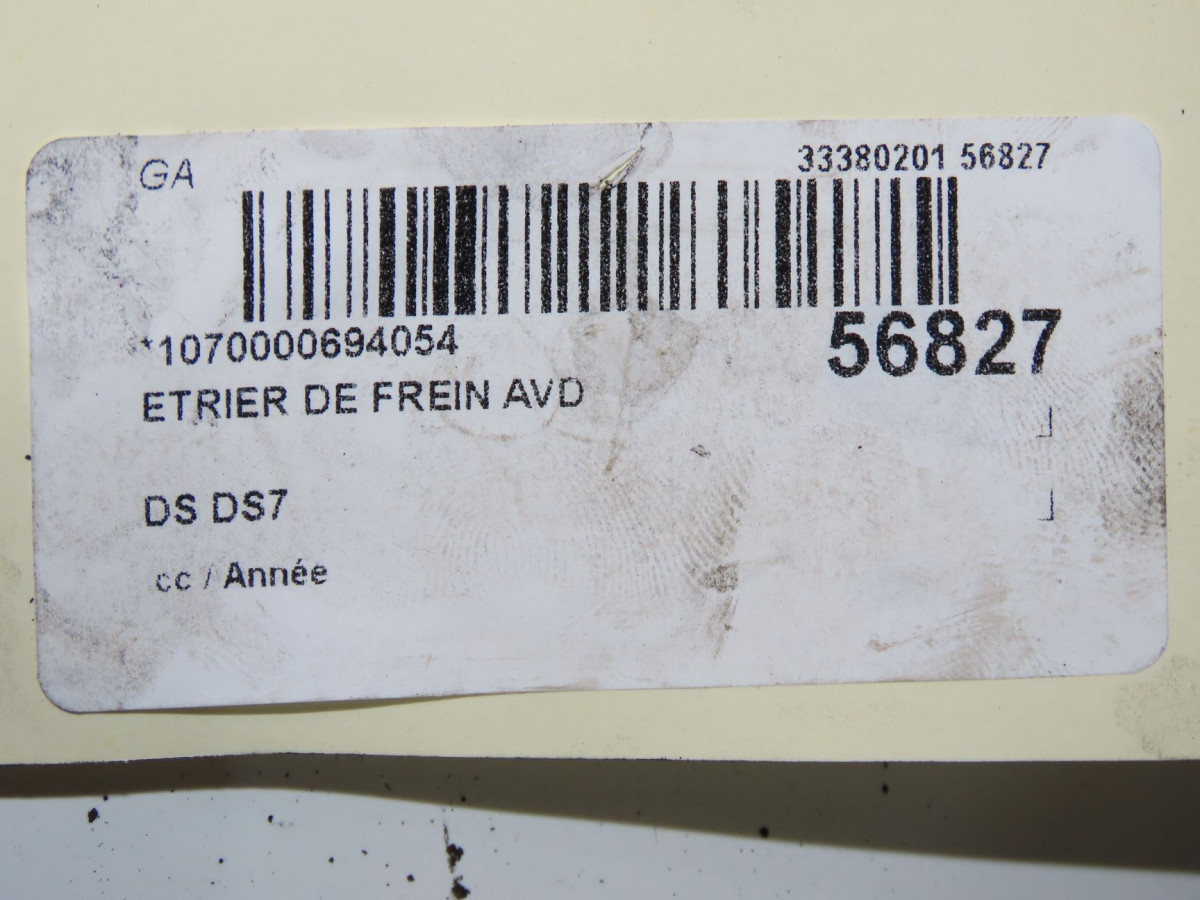 GA
33380201 56827
*1070000694054
56827
ETRIER DE FREIN AVD
DS DS7
cc / Année